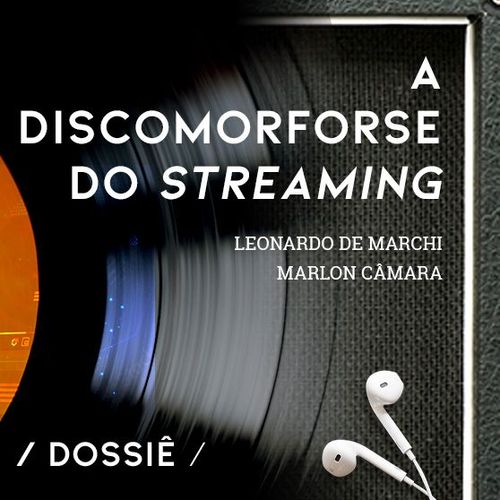 A
DISCOMORFORSE
DO STREAMING
LEONARDO DE MARCHI
MARLON CÂMARA
/ DOSSIÊ /